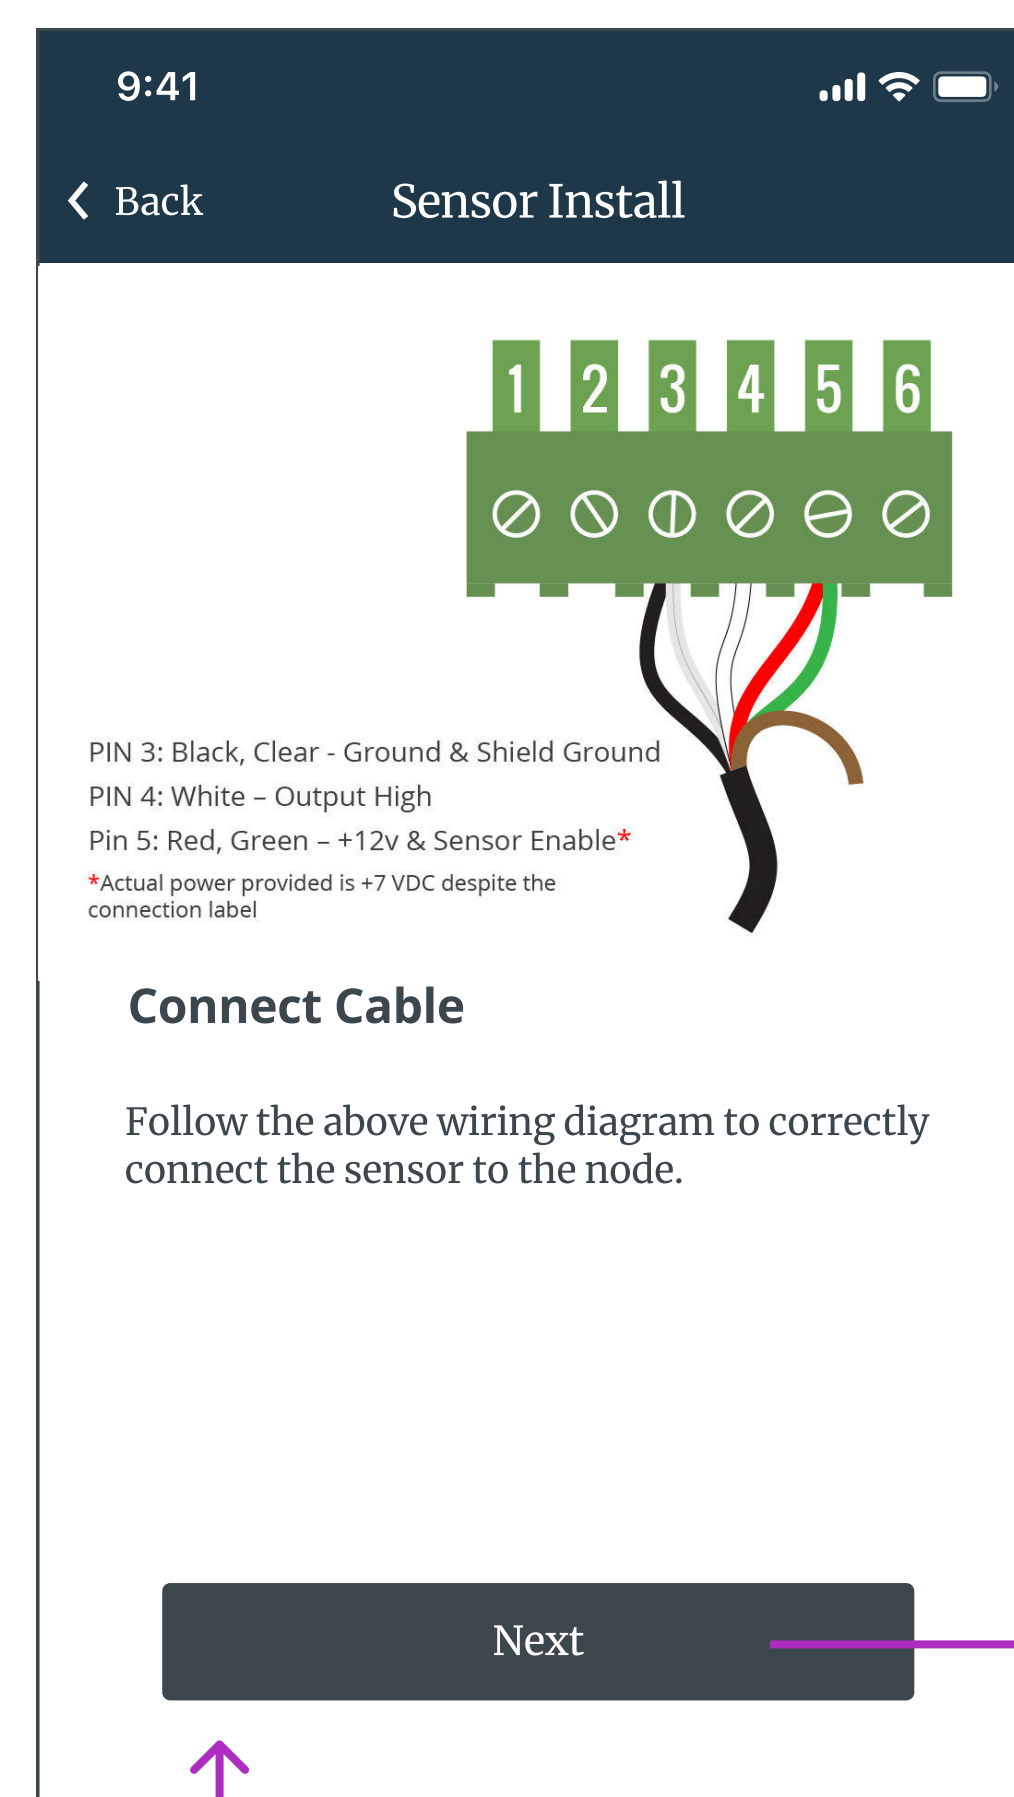 9:41
Back
Sensor Install
1 2 3 4 5 6
PIN 3: Black, Clear - Ground & Shield Ground
PIN 4: White – Output High
Pin 5: Red, Green – +12v & Sensor Enable*
*Actual power provided is +7 VDC despite the
connection label
Connect Cable
Follow the above wiring diagram to correctly
connect the sensor to the node.
Next